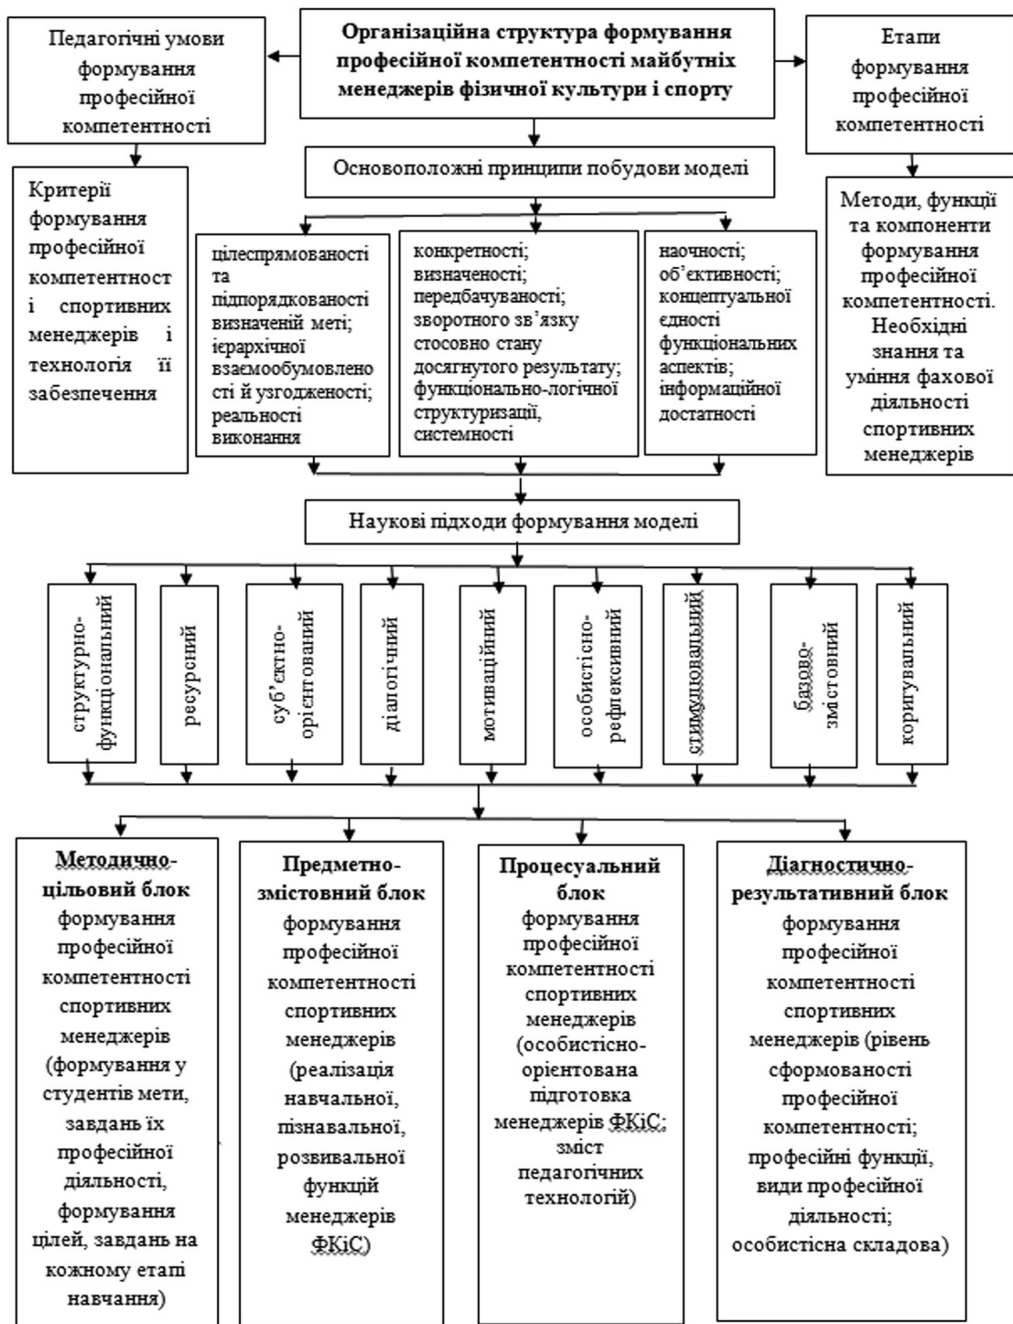 Педагогічні умови
формування
професійної
компетентності
Організаційна структура формування
професійної компетентності майбутніх
менеджерів фізичної культури і спорту
Етапи
формування
професійної
компетентності
Основоположні принципи побудови моделі
Критерії
формування
професійної
компетентност
і спортивних
менеджерів і
технологія її
забезпечення
цілеспрямованості
та
підпорядкованості
визначеній меті;
ієрархічної
взаємообумовлено
ості й узгодженості;
реальності
виконання
конкретності;
визначеності;
передбачуваності;
зворотного зв’язку
стосовно стану
досягнутого результату;
функціонально-логічної
структуризації,
системності
наочності;
об’єктивності;
концептуальної
єдності
функціональних
аспектів;
інформаційної
достатності
Методи, функції
та компоненти
формування
професійної
компетентності.
Необхідні
знання та
уміння фахової
діяльності
спортивних
менеджерів
Наукові підходи формування моделі
структурно-
функціональний
ресурсний
суб’єктно-
орієнтований
діалогічний
мотиваційний
особистісно-
рефлексивний
стимулювальний
базово-
змістовний
коригувальний
Методично-
цільовий блок
формування
професійної
компетентності
спортивних
менеджерів
(формування у
студентів мети,
завдань їх
професійної
діяльності,
формування
цілей, завдань на
кожному етапі
навчання)
Предметно-
змістовний блок
формування
професійної
компетентності
спортивних
менеджерів
(реалізація
навчальної,
пізнавальної,
розвивальної
функцій
менеджерів
ФКіС)
Процесуальний
блок
формування
професійної
компетентності
спортивних
менеджерів
(особистісно-
орієнтована
підготовка
менеджерів ФКіС;
зміст
педагогічних
технологій)
Діагностично-
результативний блок
формування
професійної
компетентності
спортивних
менеджерів (рівень
сформованості
професійної
компетентності;
професійні функції,
види професійної
діяльності;
особистісна складова)